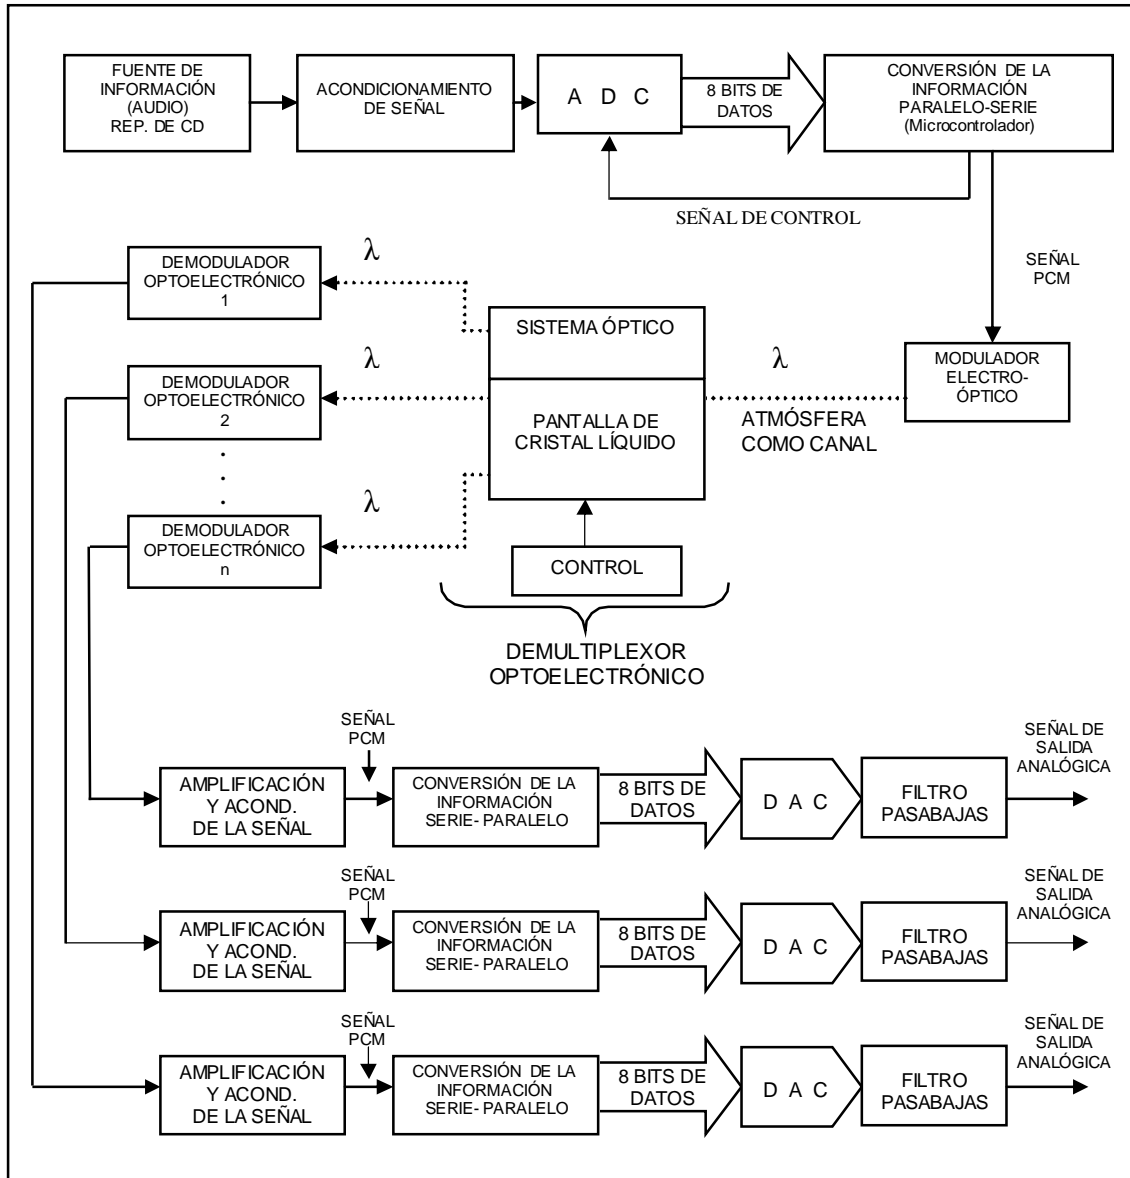 FUENTE DE
INFORMACIÓN
(AUDIO)
REP. DE CD
ACONDICIONAMIENTO
DE SEÑAL
A D C
8 BITS DE
DATOS
CONVERSIÓN DE LA
INFORMACIÓN
PARALELO-SERIE
(Microcontrolador)
SEÑAL DE CONTROL
SEÑAL
PCM
DEMODULADOR
OPTOELECTRÓNICO
1
λ
SISTEMA ÓPTICO
λ
MODULADOR
ELECTRO-
ÓPTICO
DEMODULADOR
OPTOELECTRÓNICO
2
λ
PANTALLA DE
CRISTAL LÍQUIDO
ATMÓSFERA
COMO CANAL
.
.
.
DEMODULADOR
OPTOELECTRÓNICO
n
λ
CONTROL
DEMULTIPLEXOR
OPTOELECTRÓNICO
AMPLIFICACIÓN
Y ACOND.
DE LA SEÑAL
SEÑAL
PCM
CONVERSIÓN DE LA
INFORMACIÓN
SERIE- PARALELO
8 BITS DE
DATOS
D A C
FILTRO
PASABAJAS
SEÑAL DE
SALIDA
ANALÓGICA
AMPLIFICACIÓN
Y ACOND.
DE LA SEÑAL
SEÑAL
PCM
CONVERSIÓN DE LA
INFORMACIÓN
SERIE- PARALELO
8 BITS DE
DATOS
D A C
FILTRO
PASABAJAS
SEÑAL DE
SALIDA
ANALÓGICA
AMPLIFICACIÓN
Y ACOND.
DE LA SEÑAL
SEÑAL
PCM
CONVERSIÓN DE LA
INFORMACIÓN
SERIE- PARALELO
8 BITS DE
DATOS
D A C
FILTRO
PASABAJAS
SEÑAL DE
SALIDA
ANALÓGICA